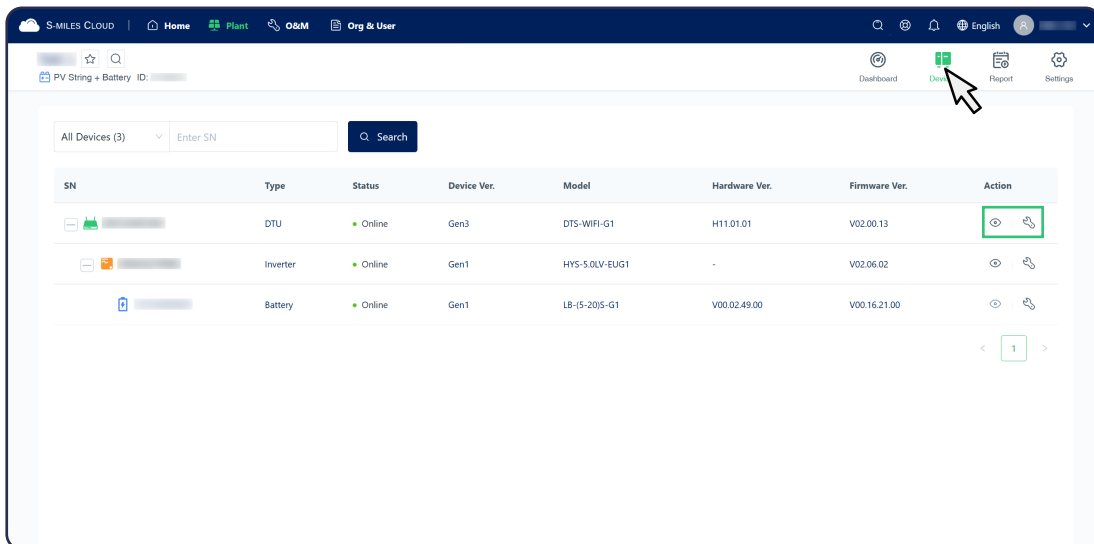 S-MILES CLOUD | Home Plant O&M Org & User English A
PV String + Battery ID:
Dashboard Report Settings
All Devices (3) Enter SN Search
SN Type Status Device Ver. Model Hardware Ver. Firmware Ver. Action
DTU Online Gen3 DTS-WIFI-G1 H11.01.01 V02.00.13
Inverter Online Gen1 HYS-5.0LV-EUG1 - V02.06.02
Battery Online Gen1 LB-(5-20)S-G1 V00.02.49.00 V00.16.21.00
< 1 >